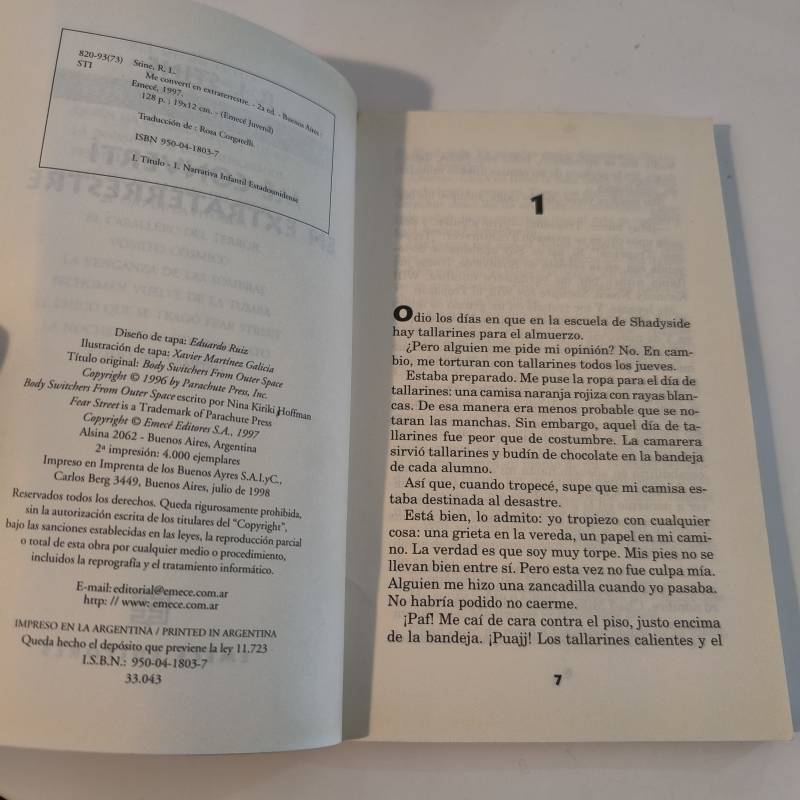 820-93(73) Stine, R. L.
STI Me convertí en extraterrestre. - 2a ed. - Buenos Aires :
Emecé, 1997.
128 p. ; 19x12 cm. - (Emecé Juvenil)
Traducción de : Rosa Corgatelli.
ISBN 950-04-1803-7
I. Título - 1. Narrativa Infantil Estadounidense
EL CABALLERO DEL TERROR
VÓMITO CÓSMICO
LA VENGANZA DE LAS SOMBRAS
Diseño de tapa: Eduardo Ruiz
Ilustración de tapa: Xavier Martínez Galicia
Título original: Body Switchers From Outer Space
Copyright © 1996 by Parachute Press, Inc.
Body Switchers From Outer Space escrito por Nina Kiriki Hoffman
Fear Street is a Trademark of Parachute Press
Copyright © Emecé Editores S.A., 1997
Alsina 2062 - Buenos Aires, Argentina
2ª impresión: 4.000 ejemplares
Impreso en Imprenta de los Buenos Ayres S.A.I.yC.,
Carlos Berg 3449, Buenos Aires, julio de 1998
Reservados todos los derechos. Queda rigurosamente prohibida,
sin la autorización escrita de los titulares del "Copyright",
bajo las sanciones establecidas en las leyes, la reproducción parcial
o total de esta obra por cualquier medio o procedimiento,
incluidos la reprografía y el tratamiento informático.
E-mail: editorial@emece.com.ar
http: // www: emece.com.ar
IMPRESO EN LA ARGENTINA / PRINTED IN ARGENTINA
Queda hecho el depósito que previene la ley 11.723
I.S.B.N.: 950-04-1803-7
33.043
1
Odio los días en que en la escuela de Shadyside
hay tallarines para el almuerzo.
¿Pero alguien me pide mi opinión? No. En cam-
bio, me torturan con tallarines todos los jueves.
Estaba preparado. Me puse la ropa para el día de
tallarines: una camisa naranja rojiza con rayas blan-
cas. De esa manera era menos probable que se no-
taran las manchas. Sin embargo, aquel día de ta-
llarines fue peor que de costumbre. La camarera
sirvió tallarines y budín de chocolate en la bandeja
de cada alumno.
Así que, cuando tropecé, supe que mi camisa es-
taba destinada al desastre.
Está bien, lo admito: yo tropiezo con cualquier
cosa: una grieta en la vereda, un papel en mi cami-
no. La verdad es que soy muy torpe. Mis pies no se
llevan bien entre sí. Pero esta vez no fue culpa mía.
Alguien me hizo una zancadilla cuando yo pasaba.
No habría podido no caerme.
¡Paf! Me caí de cara contra el piso, justo encima
de la bandeja. ¡Puajj! Los tallarines calientes y el
7